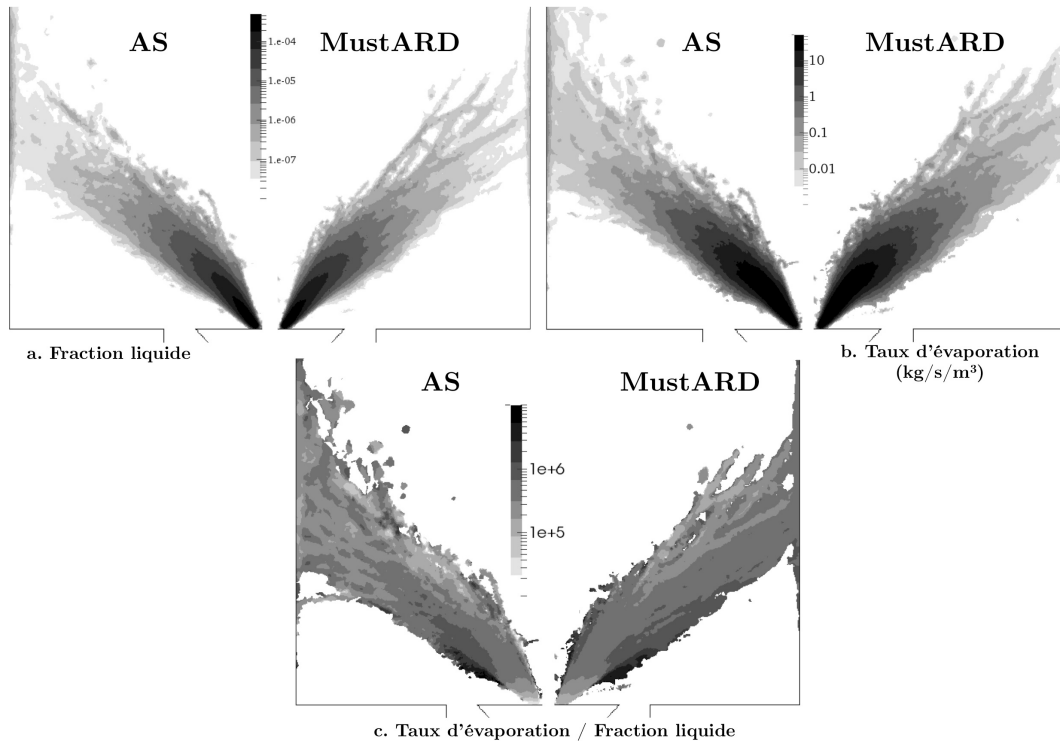 AS MustARD
1.e-04
1.e-05
1.e-06
1.e-07
a. Fraction liquide
AS MustARD
10
1
0.1
0.01
b. Taux d'évaporation
(kg/s/m³)
AS MustARD
1e+6
1e+5
c. Taux d'évaporation / Fraction liquide